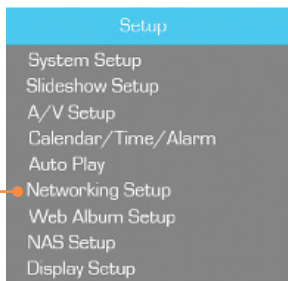 Setup
System Setup
Slideshow Setup
A/V Setup
Calendar/Time/Alarm
Auto Play
Networking Setup
Web Album Setup
NAS Setup
Display Setup